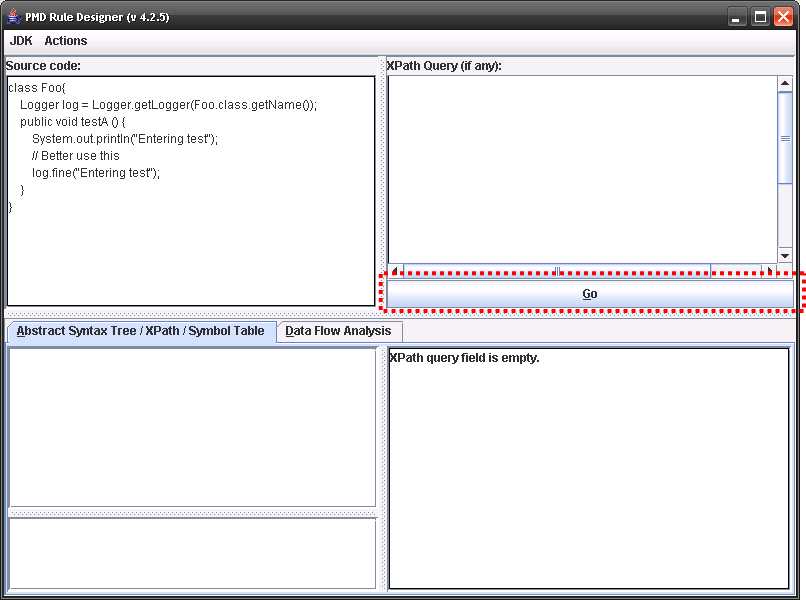 PMD Rule Designer (v 4.2.5)
JDK Actions
Source code:
class Foo{
Logger log = Logger.getLogger(Foo.class.getName());
public void testA () {
System.out.println("Entering test");
// Better use this
log.fine("Entering test");
}
}
XPath Query (if any):
Go
Abstract Syntax Tree / XPath / Symbol Table
Data Flow Analysis
XPath query field is empty.